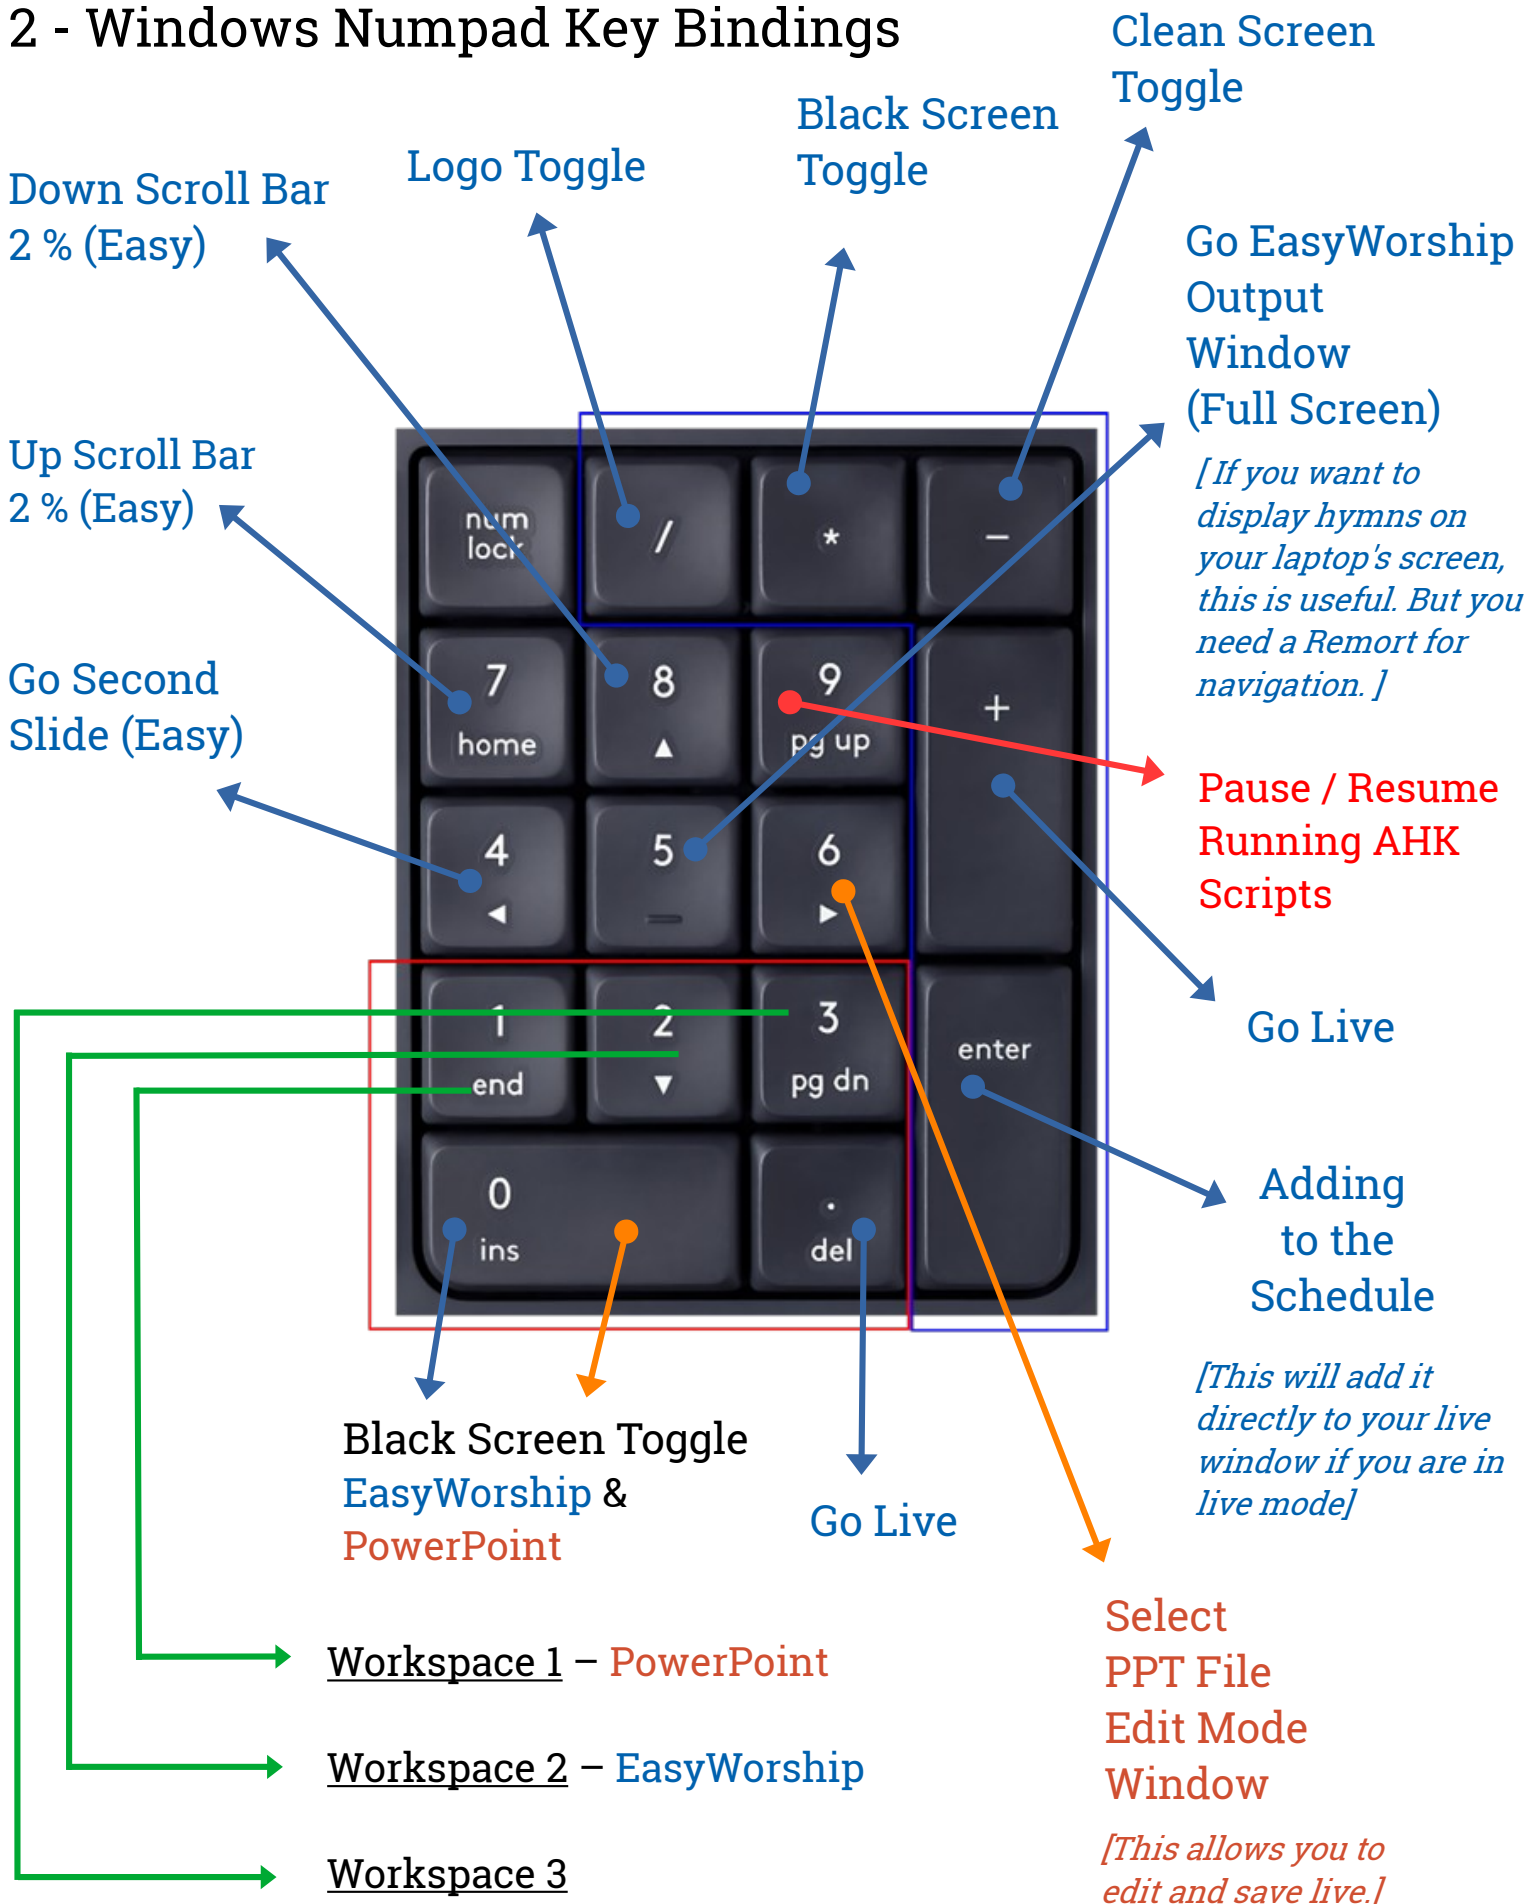 2 - Windows Numpad Key Bindings
Clean Screen
Toggle
Black Screen
Toggle
Logo Toggle
Down Scroll Bar
2 % (Easy)
Go EasyWorship
Output
Window
(Full Screen)
[ If you want to
display hymns on
your laptop's screen,
this is useful. But you
need a Remort for
navigation. ]
Up Scroll Bar
2 % (Easy)
Go Second
Slide (Easy)
num
lock
/
*
–
7
home
8
▲
9
pg up
+
4
◀
5
6
▶
1
end
2
▼
3
pg dn
enter
0
ins
.
del
Pause / Resume
Running AHK
Scripts
Go Live
Adding
to the
Schedule
[This will add it
directly to your live
window if you are in
live mode]
Black Screen Toggle
EasyWorship &
PowerPoint
Go Live
Workspace 1 – PowerPoint
Workspace 2 – EasyWorship
Workspace 3
Select
PPT File
Edit Mode
Window
[This allows you to
edit and save live.]